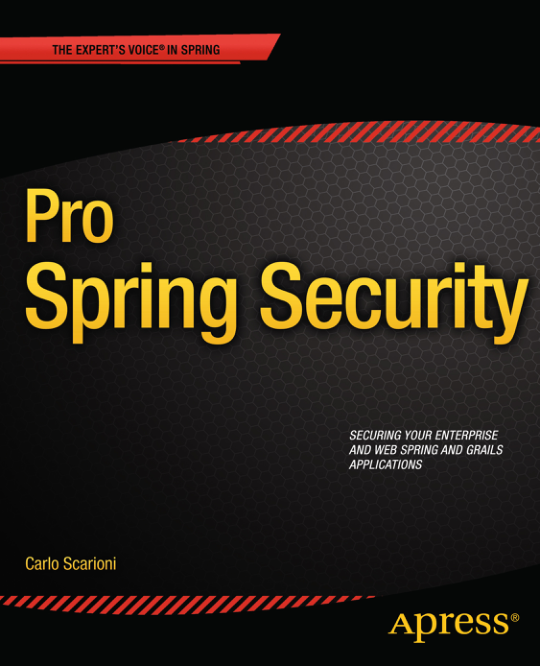 THE EXPERT'S VOICE® IN SPRING
Pro
Spring Security
SECURING YOUR ENTERPRISE
AND WEB SPRING AND GRAILS
APPLICATIONS
Carlo Scarioni
Apress®